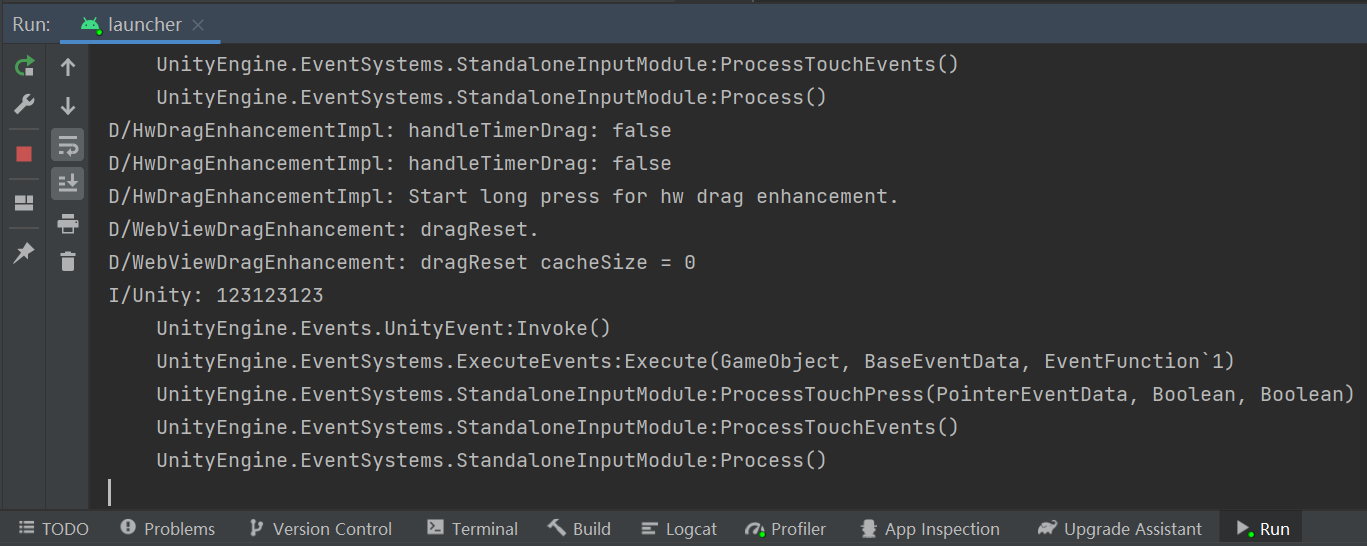 Run: launcher
UnityEngine.EventSystems.StandaloneInputModule:ProcessTouchEvents()
UnityEngine.EventSystems.StandaloneInputModule:Process()
D/HwDragEnhancementImpl: handleTimerDrag: false
D/HwDragEnhancementImpl: handleTimerDrag: false
D/HwDragEnhancementImpl: Start long press for hw drag enhancement.
D/WebViewDragEnhancement: dragReset.
D/WebViewDragEnhancement: dragReset cacheSize = 0
I/Unity: 123123123
UnityEngine.Events.UnityEvent:Invoke()
UnityEngine.EventSystems.ExecuteEvents:Execute(GameObject, BaseEventData, EventFunction`1)
UnityEngine.EventSystems.StandaloneInputModule:ProcessTouchPress(PointerEventData, Boolean, Boolean)
UnityEngine.EventSystems.StandaloneInputModule:ProcessTouchEvents()
UnityEngine.EventSystems.StandaloneInputModule:Process()
TODO Problems Version Control Terminal Build Logcat Profiler App Inspection Upgrade Assistant Run